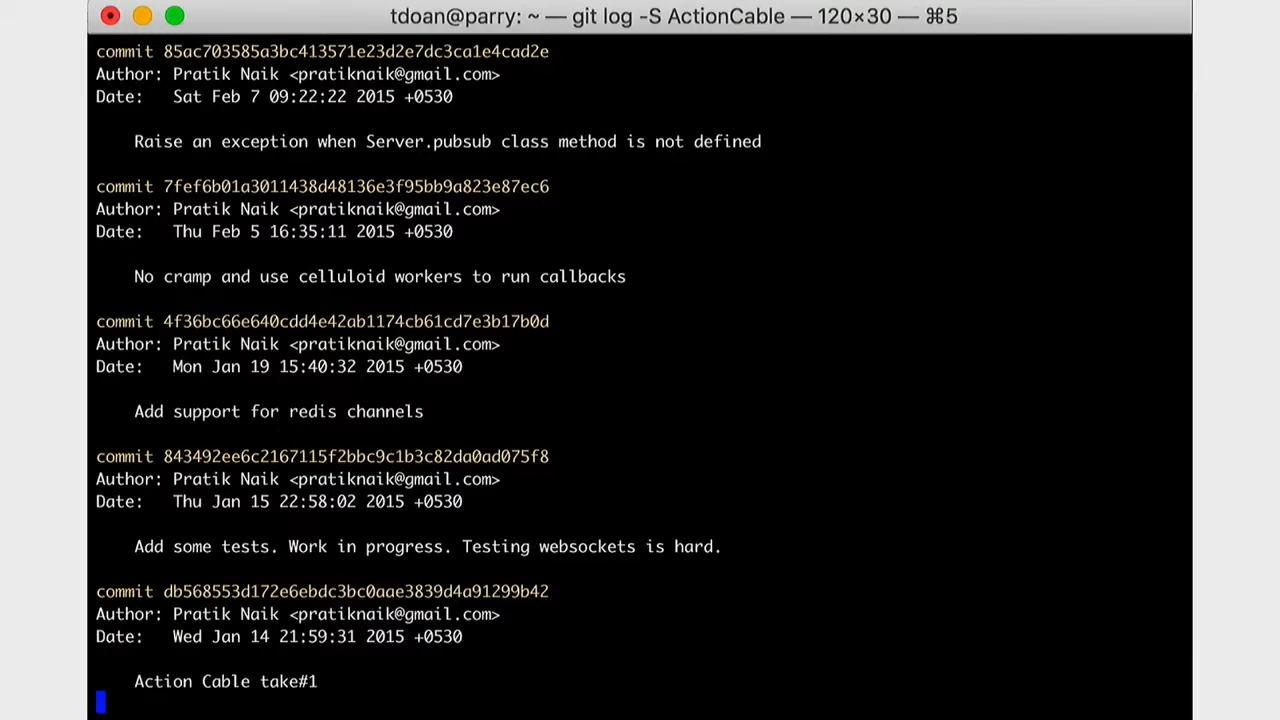 tdoan@parry: ~ — git log -S ActionCable — 120×30 — ⌘5
commit 85ac703585a3bc413571e23d2e7dc3ca1e4cad2e
Author: Pratik Naik <pratiknaik@gmail.com>
Date:   Sat Feb 7 09:22:22 2015 +0530
Raise an exception when Server.pubsub class method is not defined
commit 7fef6b01a3011438d48136e3f95bb9a823e87ec6
Author: Pratik Naik <pratiknaik@gmail.com>
Date:   Thu Feb 5 16:35:11 2015 +0530
No cramp and use celluloid workers to run callbacks
commit 4f36bc66e640cdd4e42ab1174cb61cd7e3b17b0d
Author: Pratik Naik <pratiknaik@gmail.com>
Date:   Mon Jan 19 15:40:32 2015 +0530
Add support for redis channels
commit 843492ee6c2167115f2bbc9c1b3c82da0ad075f8
Author: Pratik Naik <pratiknaik@gmail.com>
Date:   Thu Jan 15 22:58:02 2015 +0530
Add some tests. Work in progress. Testing websockets is hard.
commit db568553d172e6ebdc3bc0aae3839d4a91299b42
Author: Pratik Naik <pratiknaik@gmail.com>
Date:   Wed Jan 14 21:59:31 2015 +0530
Action Cable take#1